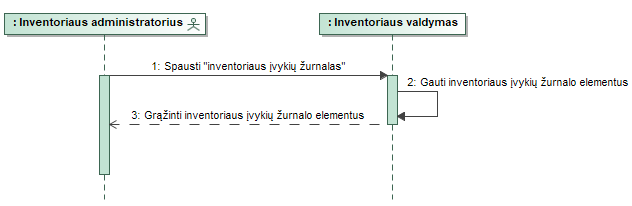 : Inventoriaus administratorius
: Inventoriaus valdymas
1: Spausti "inventoriaus įvykių žurnalas"
2: Gauti inventoriaus įvykių žurnalo elementus
3: Grąžinti inventoriaus įvykių žurnalo elementus